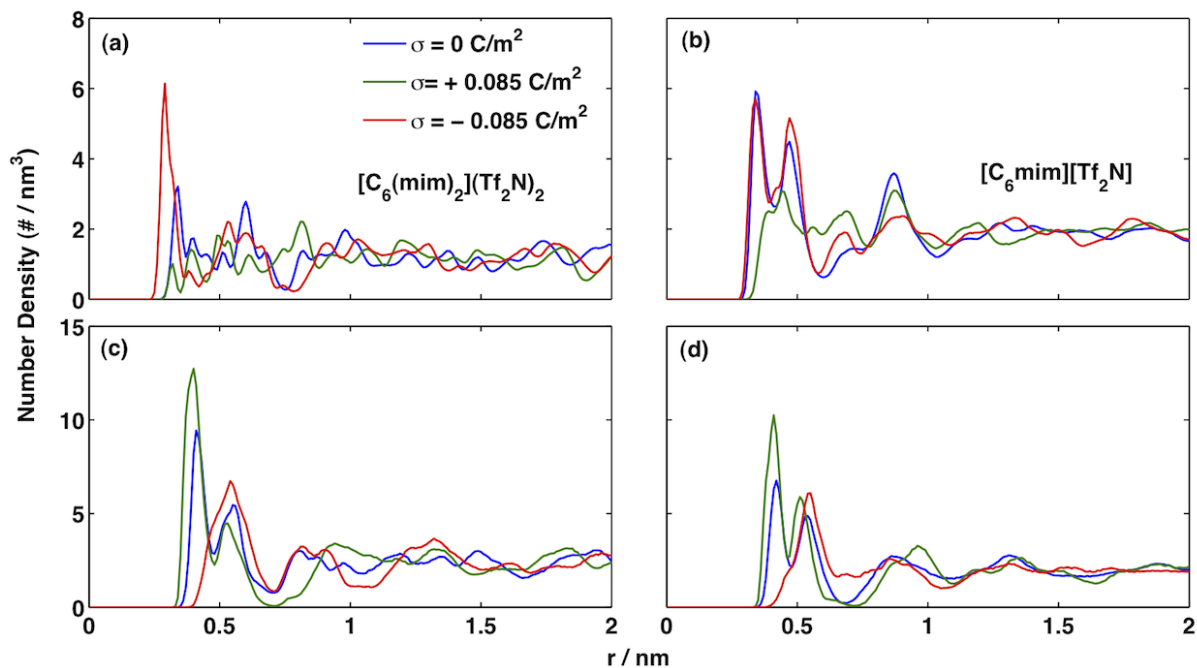 (a)
σ = 0 C/m²
σ= + 0.085 C/m²
σ = − 0.085 C/m²
[C₆(mim)₂](Tf₂N)₂
8
6
4
2
0
(b)
[C₆mim][Tf₂N]
Number Density (# / nm³)
(c)
15
10
5
0
0 0.5 1 1.5 2
(d)
0 0.5 1 1.5 2
r / nm